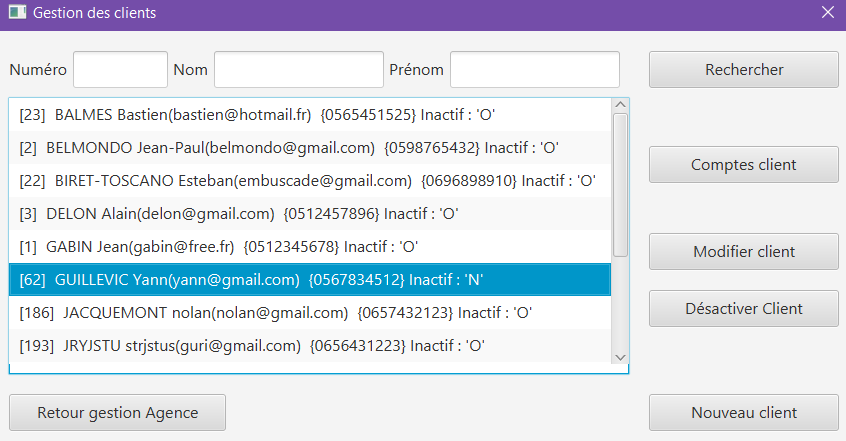 Gestion des clients
Numéro Nom Prénom Rechercher
[23] BALMES Bastien(bastien@hotmail.fr) {0565451525} Inactif : 'O'
[2] BELMONDO Jean-Paul(belmondo@gmail.com) {0598765432} Inactif : 'O'
Comptes client
[22] BIRET-TOSCANO Esteban(embuscade@gmail.com) {0696898910} Inactif : 'O'
[3] DELON Alain(delon@gmail.com) {0512457896} Inactif : 'O'
[1] GABIN Jean(gabin@free.fr) {0512345678} Inactif : 'O'
Modifier client
[62] GUILLEVIC Yann(yann@gmail.com) {0567834512} Inactif : 'N'
[186] JACQUEMONT nolan(nolan@gmail.com) {0657432123} Inactif : 'O'
Désactiver Client
[193] JRYJSTU strjstus(guri@gmail.com) {0656431223} Inactif : 'O'
Retour gestion Agence Nouveau client